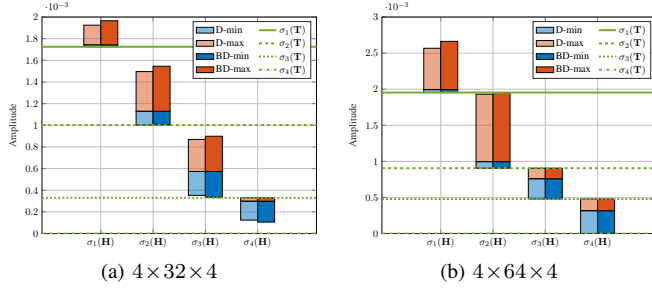 ·10⁻³
1.8
1.6
1.4
1.2
1
0.8
0.6
0.4
0.2
0
Amplitude
D-min σ₁(T)
D-max σ₂(T)
BD-min σ₃(T)
BD-max σ₄(T)
σ₁(H) σ₂(H) σ₃(H) σ₄(H)
(a) 4×32×4
·10⁻³
3
2.5
2
1.5
1
0.5
0
Amplitude
D-min σ₁(T)
D-max σ₂(T)
BD-min σ₃(T)
BD-max σ₄(T)
σ₁(H) σ₂(H) σ₃(H) σ₄(H)
(b) 4×64×4